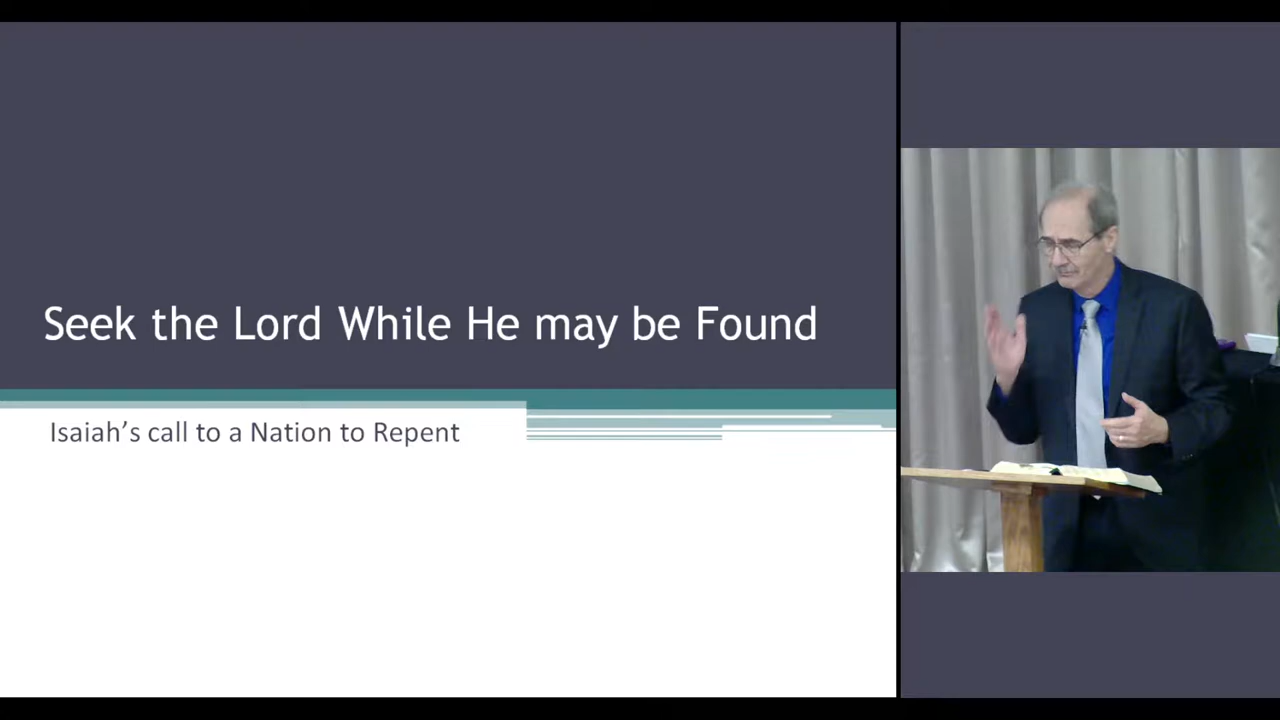 Seek the Lord While He may be Found
Isaiah’s call to a Nation to Repent